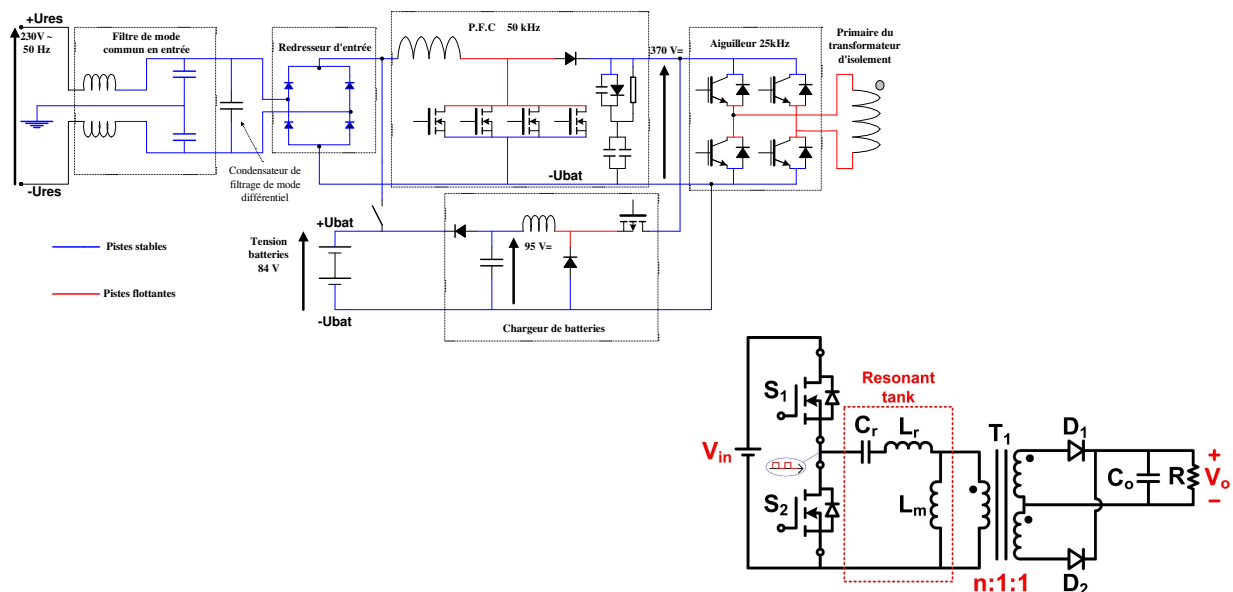 +Ures
230V ~
50 Hz
-Ures
Filtre de mode
commun en entrée
Condensateur de
filtrage de mode
différentiel
Redresseur d'entrée
P.F.C 50 kHz
-Ubat
370 V=
Aiguilleur 25kHz
Primaire du
transformateur
d'isolement
Pistes stables
Pistes flottantes
+Ubat
Tension
batteries
84 V
-Ubat
95 V=
Chargeur de batteries
Vin
S1
S2
Resonant
tank
Cr
Lr
Lm
T1
n:1:1
D1
D2
Co
R
+
Vo
–